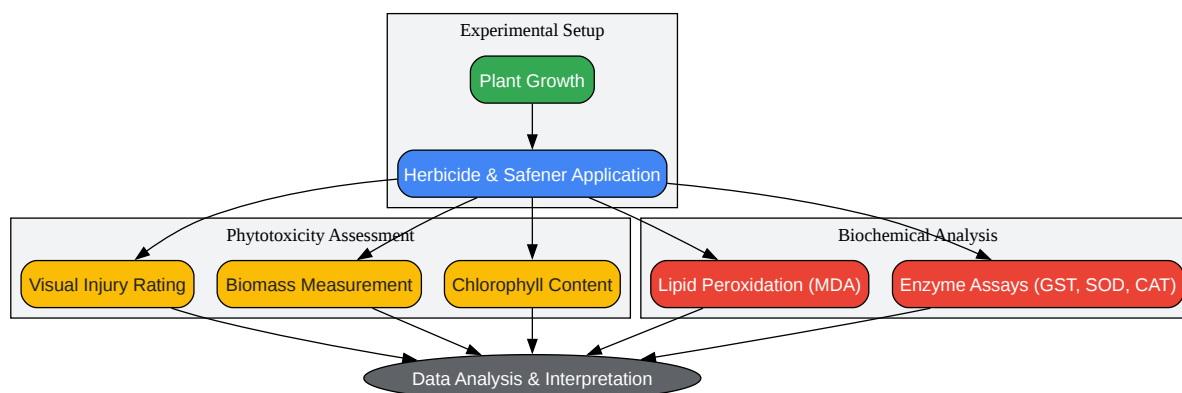 Experimental Setup
Plant Growth
Herbicide & Safener Application
Phytotoxicity Assessment
Biochemical Analysis
Visual Injury Rating
Biomass Measurement
Chlorophyll Content
Lipid Peroxidation (MDA)
Enzyme Assays (GST, SOD, CAT)
Data Analysis & Interpretation